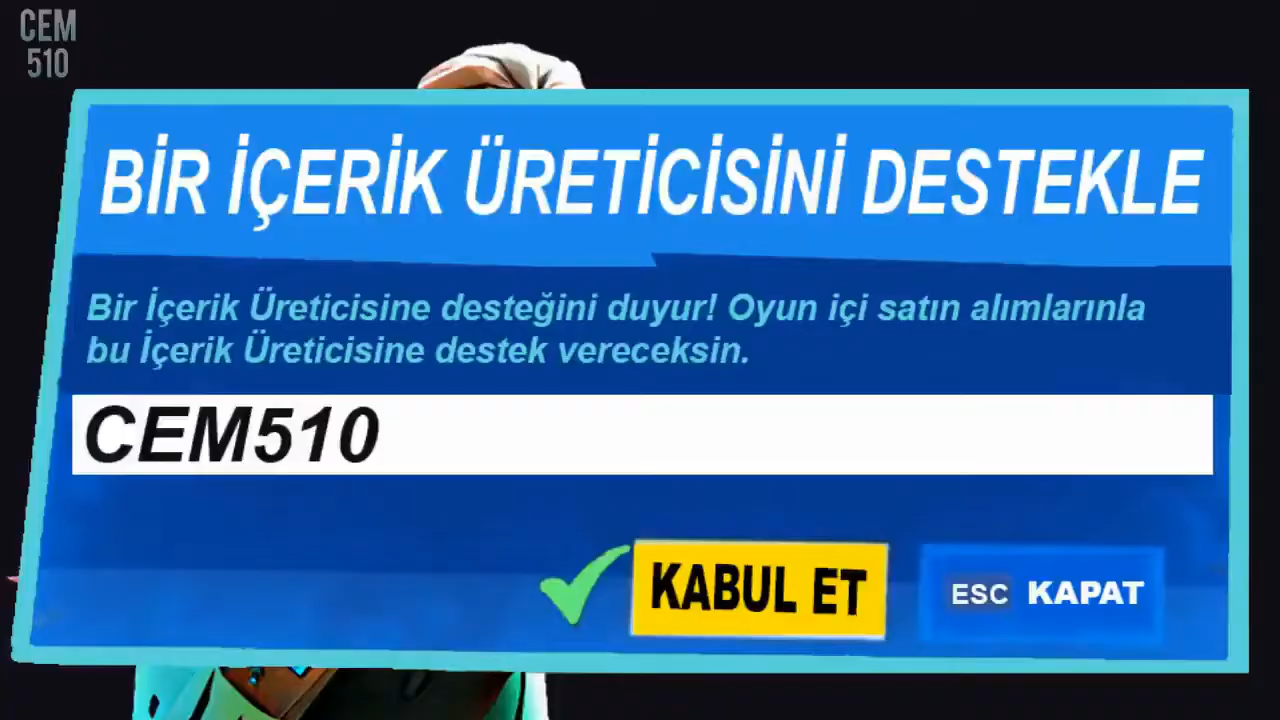 CEM
510
BİR İÇERİK ÜRETİCİSİNİ DESTEKLE
Bir İçerik Üreticisine desteğini duyur! Oyun içi satın alımlarınla
bu İçerik Üreticisine destek vereceksin.
CEM510
KABUL ET
ESC KAPAT